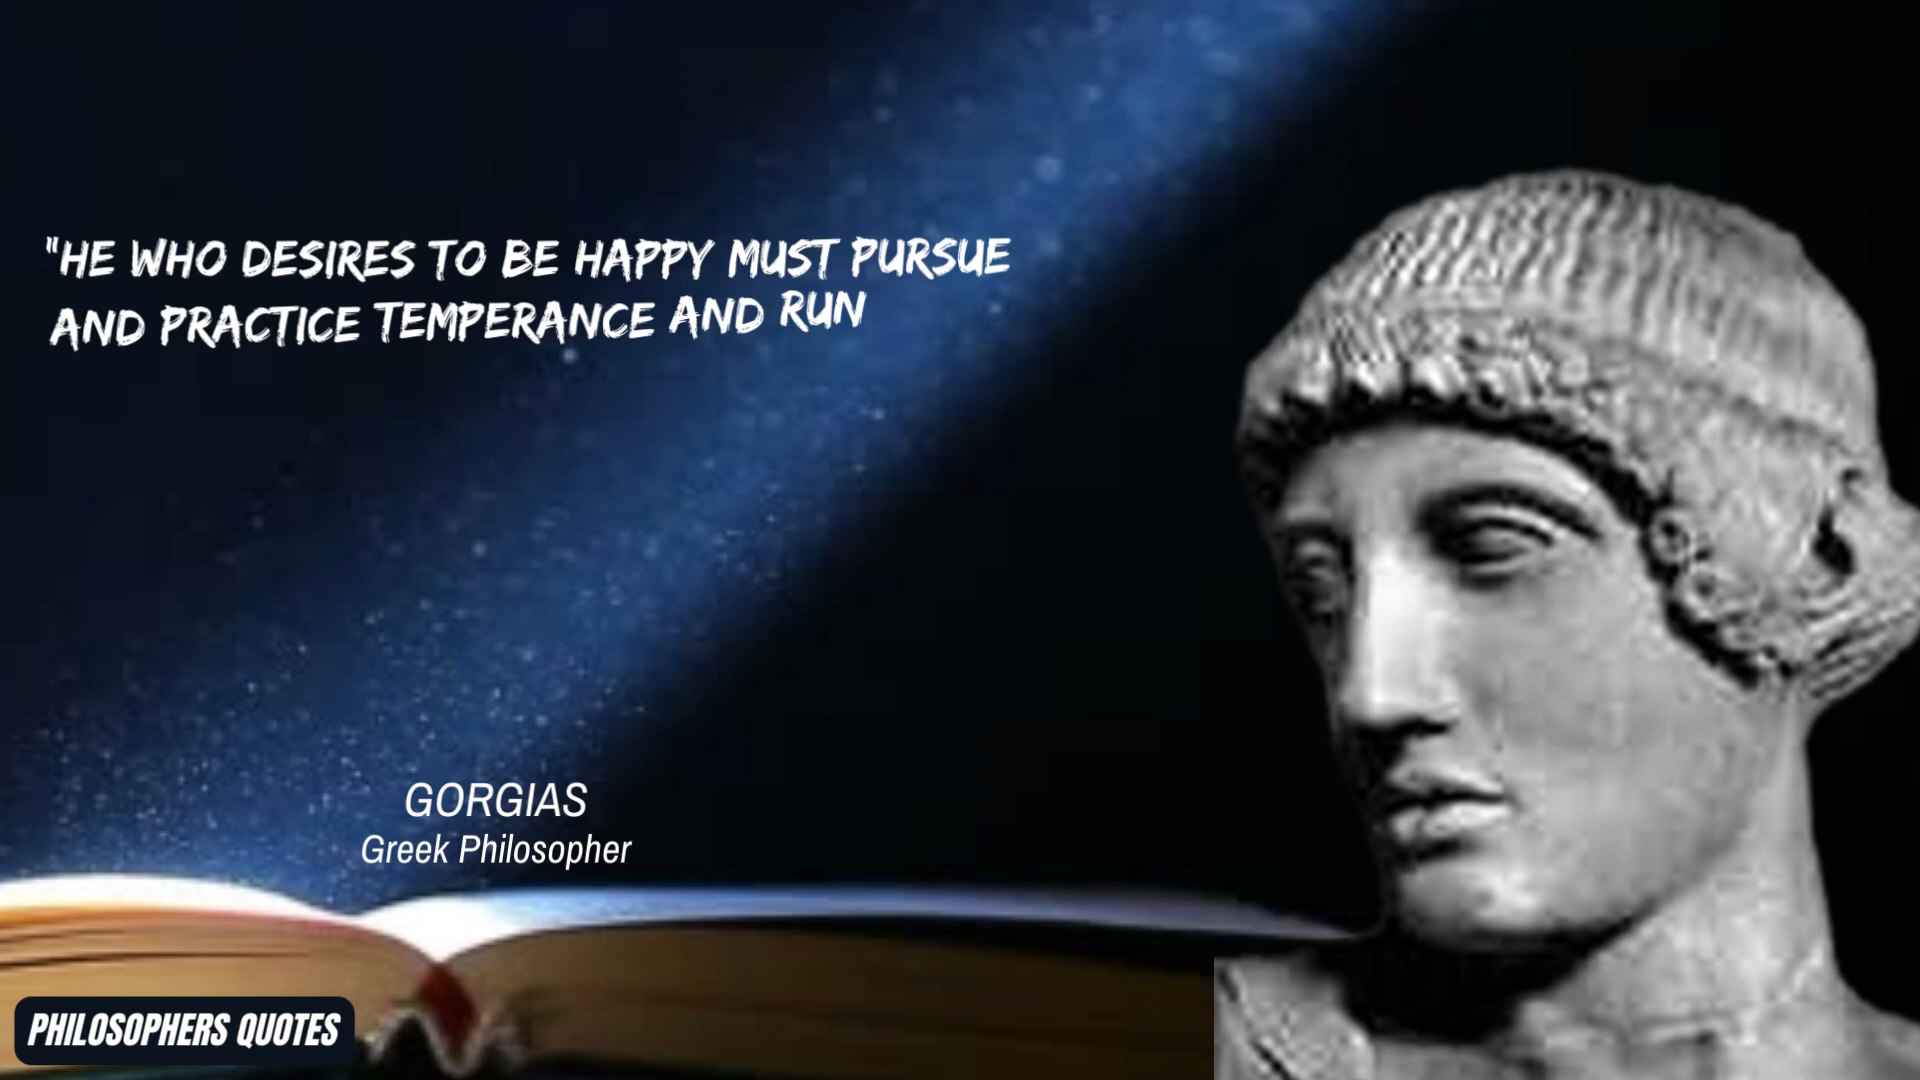 "HE WHO DESIRES TO BE HAPPY MUST PURSUE
AND PRACTICE TEMPERANCE AND RUN
GORGIAS
Greek Philosopher
PHILOSOPHERS QUOTES